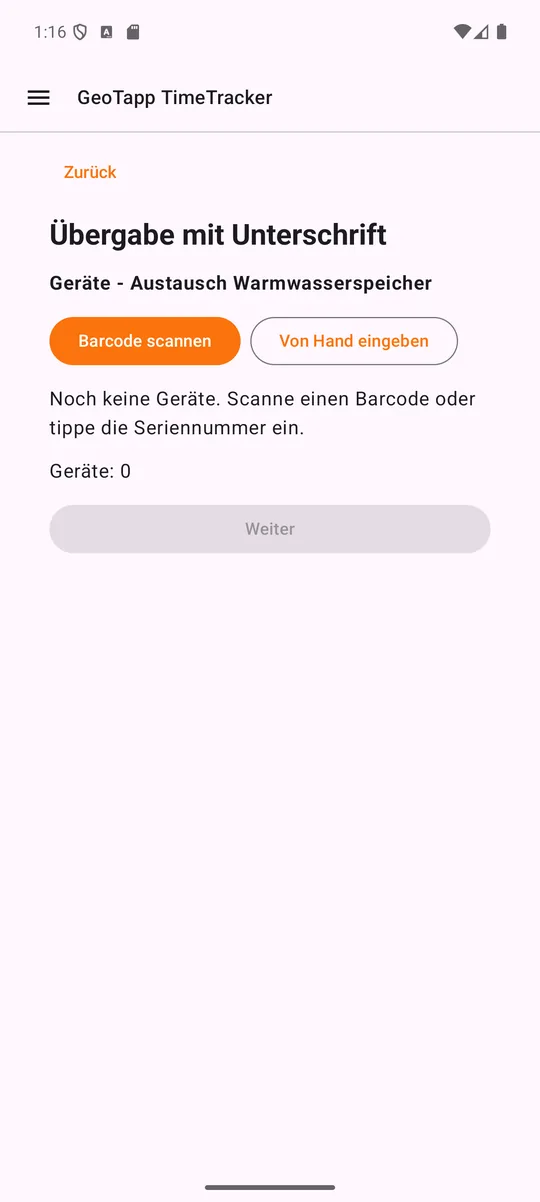 1:16
GeoTapp TimeTracker
Zurück
Übergabe mit Unterschrift
Geräte - Austausch Warmwasserspeicher
Barcode scannen
Von Hand eingeben
Noch keine Geräte. Scanne einen Barcode oder
tippe die Seriennummer ein.
Geräte: 0
Weiter